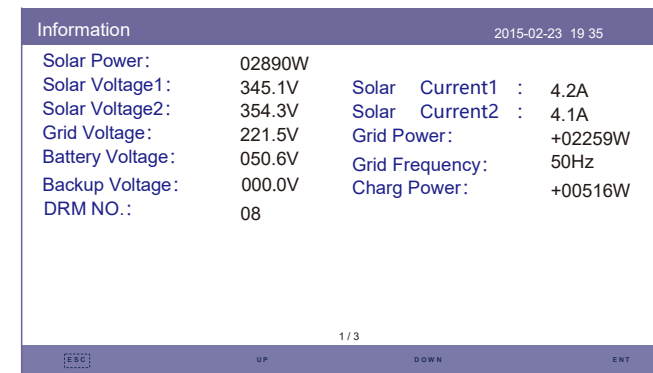 Information 2015-02-23 19 35
Solar Power: 02890W
Solar Voltage1: 345.1V Solar Current1 : 4.2A
Solar Voltage2: 354.3V Solar Current2 : 4.1A
Grid Voltage: 221.5V Grid Power: +02259W
Battery Voltage: 050.6V Grid Frequency: 50Hz
Backup Voltage: 000.0V Charg Power: +00516W
DRM NO.: 08
1 / 3
ESC UP DOWN ENT